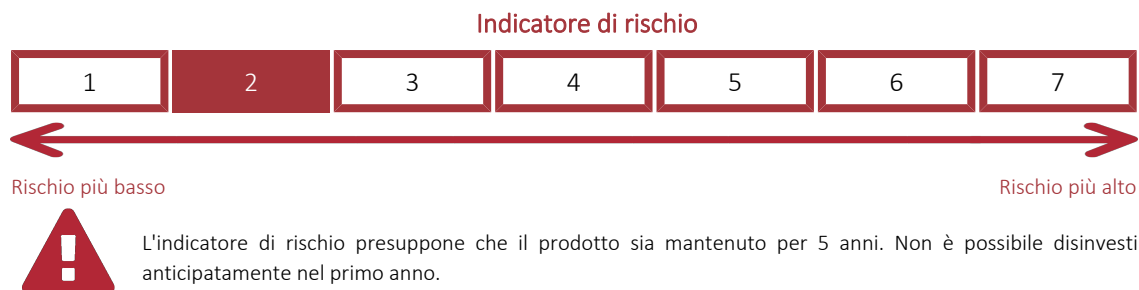 Indicatore di rischio
1 2 3 4 5 6 7
Rischio più basso Rischio più alto
L'indicatore di rischio presuppone che il prodotto sia mantenuto per 5 anni. Non è possibile disinvesti
anticipatamente nel primo anno.